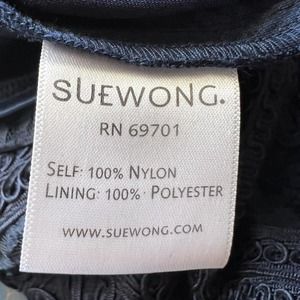 SUEWONG.
RN 69701
SELF: 100% NYLON
LINING: 100% POLYESTER
WWW.SUEWONG.COM